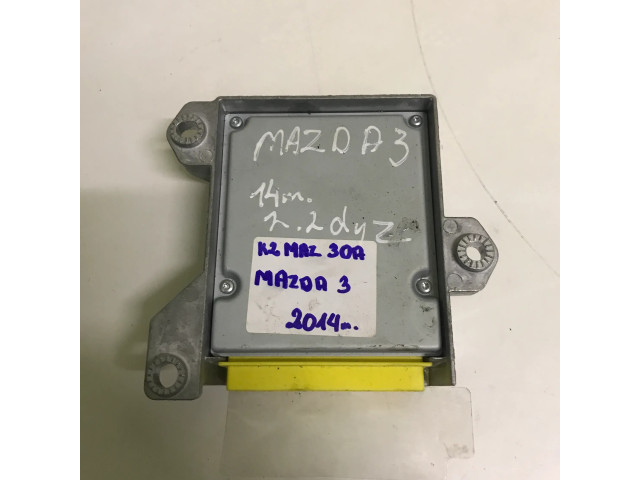 MAZDA 3
14m.
2.2dyz
K2 MAZ 30A
MAZDA 3
2014m.